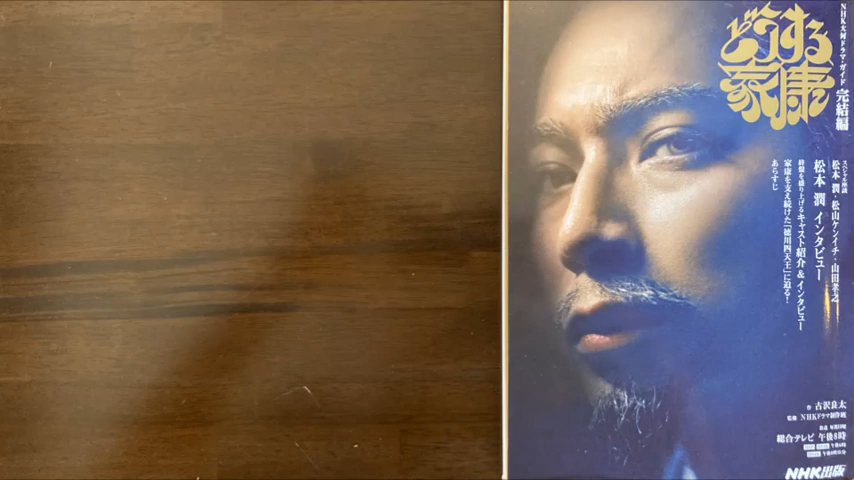 NHK大河ドラマ・ガイド 完結編
どうする家康
スペシャル座談
松本 潤・松山ケンイチ・山田孝之
松本 潤 インタビュー
終盤を盛り上げるキャスト紹介&インタビュー
家康を支え続けた「徳川四天王」に迫る!
あらすじ
作 古沢良太
監修 NHKドラマ制作班
放送 毎週日曜
総合テレビ 午後8時
NHK出版